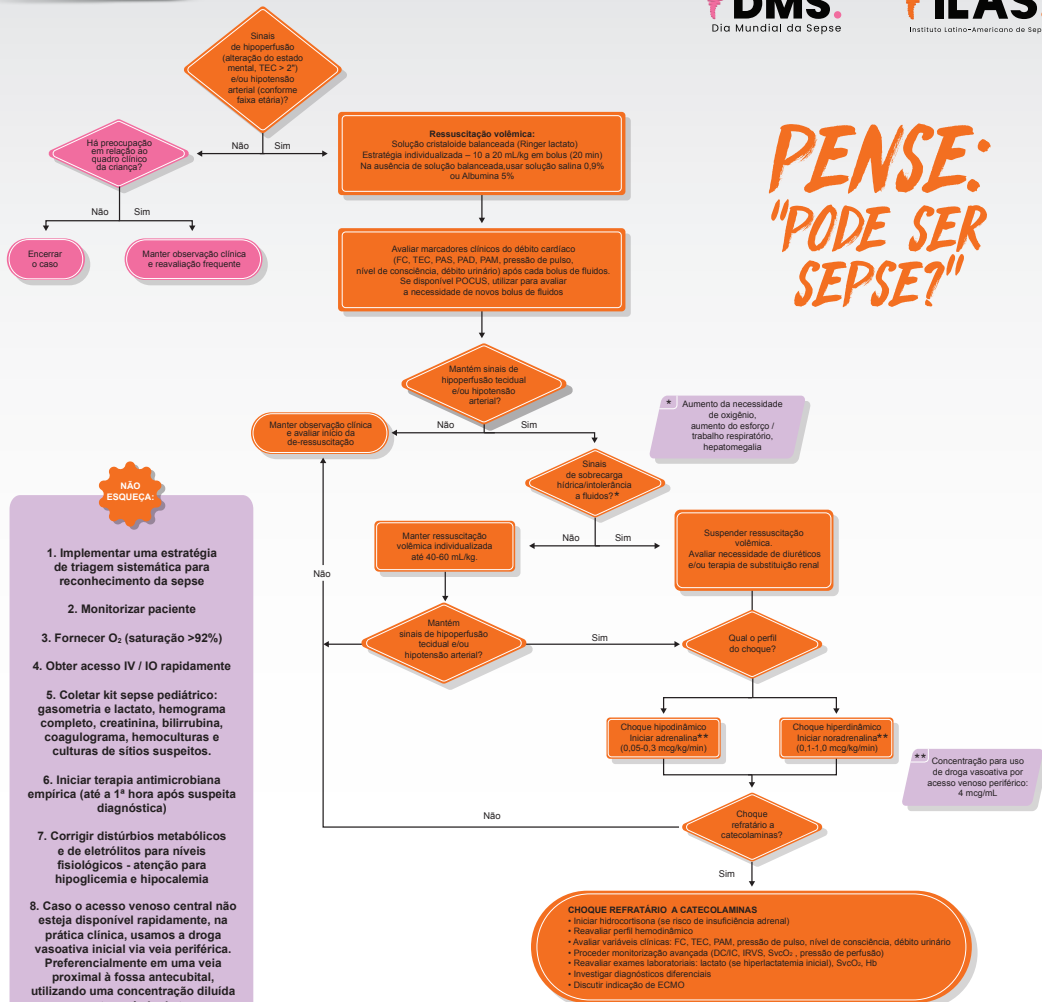 DMS.
Dia Mundial da Sepse
ILAS
Instituto Latino-Americano de Sep
Sinais
de hipoperfusão
(alteração do estado
mental, TEC > 2")
e/ou hipotensão
arterial (conforme
faixa etária)?
Não
Sim
Há preocupação
em relação ao
quadro clínico
da criança?
Não
Sim
Encerrar
o caso
Manter observação clínica
e reavaliação frequente
Ressuscitação volêmica:
Solução cristaloide balanceada (Ringer lactato)
Estratégia individualizada – 10 a 20 mL/kg em bolus (20 min)
Na ausência de solução balanceada,usar solução salina 0,9%
ou Albumina 5%
PENSE:
"PODE SER
SEPSE?"
Avaliar marcadores clínicos do débito cardíaco
(FC, TEC, PAS, PAD, PAM, pressão de pulso,
nível de consciência, débito urinário) após cada bolus de fluidos.
Se disponível POCUS, utilizar para avaliar
a necessidade de novos bolus de fluidos
Mantém sinais de
hipoperfusão tecidual
e/ou hipotensão
arterial?
Não
Sim
Manter observação clínica
e avaliar início da
de-ressuscitação
* Aumento da necessidade
de oxigênio,
aumento do esforço /
trabalho respiratório,
hepatomegalia
Sinais
de sobrecarga
hídrica/intolerância
a fluidos?*
Não
Sim
Manter ressuscitação
volêmica individualizada
até 40-60 mL/kg.
Suspender ressuscitação
volêmica.
Avaliar necessidade de diuréticos
e/ou terapia de substituição renal
Não
Mantém
sinais de hipoperfusão
tecidual e/ou
hipotensão arterial?
Sim
Qual o perfil
do choque?
Choque hipodinâmico
Iniciar adrenalina**
(0,05-0,3 mcg/kg/min)
Choque hiperdinâmico
Iniciar noradrenalina**
(0,1-1,0 mcg/kg/min)
** Concentração para uso
de droga vasoativa por
acesso venoso periférico:
4 mcg/mL
Choque
refratário a
catecolaminas?
Não
Sim
CHOQUE REFRATÁRIO A CATECOLAMINAS
• Iniciar hidrocortisona (se risco de insuficiência adrenal)
• Reavaliar perfil hemodinâmico
• Avaliar variáveis clínicas: FC, TEC, PAM, pressão de pulso, nível de consciência, débito urinário
• Proceder monitorização avançada (DC/IC, IRVS, SvcO₂ , pressão de perfusão)
• Reavaliar exames laboratoriais: lactato (se hiperlactatemia inicial), SvcO₂, Hb
• Investigar diagnósticos diferenciais
• Discutir indicação de ECMO
NÃO
ESQUEÇA:
1. Implementar uma estratégia
de triagem sistemática para
reconhecimento da sepse
2. Monitorizar paciente
3. Fornecer O₂ (saturação >92%)
4. Obter acesso IV / IO rapidamente
5. Coletar kit sepse pediátrico:
gasometria e lactato, hemograma
completo, creatinina, bilirrubina,
coagulograma, hemoculturas e
culturas de sítios suspeitos.
6. Iniciar terapia antimicrobiana
empírica (até a 1ª hora após suspeita
diagnóstica)
7. Corrigir distúrbios metabólicos
e de eletrólitos para níveis
fisiológicos - atenção para
hipoglicemia e hipocalemia
8. Caso o acesso venoso central não
esteja disponível rapidamente, na
prática clínica, usamos a droga
vasoativa inicial via veia periférica.
Preferencialmente em uma veia
proximal à fossa antecubital,
utilizando uma concentração diluída